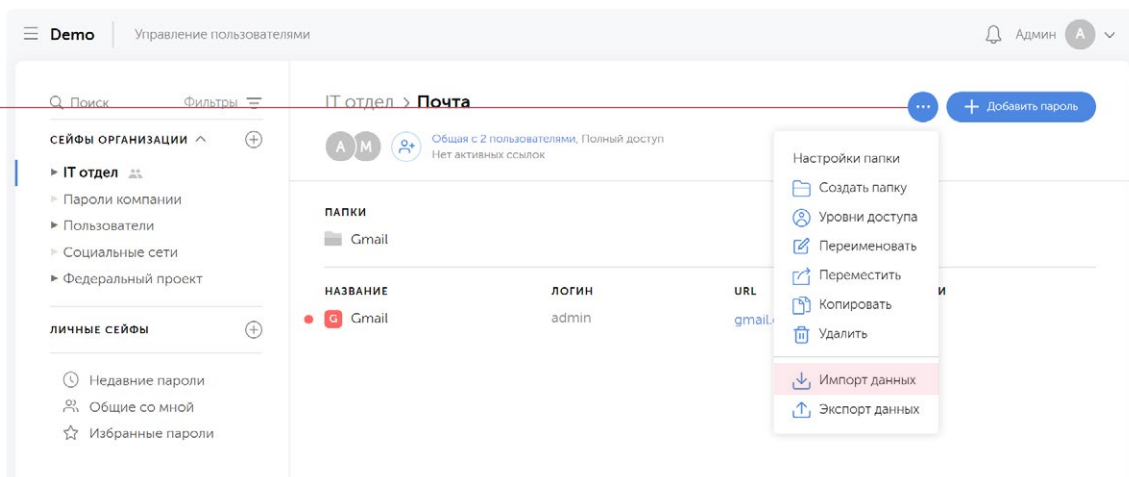 Demo
Управление пользователями
Админ
А
Поиск
Фильтры
СЕЙФЫ ОРГАНИЗАЦИИ
IT отдел
Пароли компании
Пользователи
Социальные сети
Федеральный проект
ЛИЧНЫЕ СЕЙФЫ
Недавние пароли
Общие со мной
Избранные пароли
IT отдел > Почта
Добавить пароль
А М
Общая с 2 пользователями, Полный доступ
Нет активных ссылок
ПАПКИ
Gmail
НАЗВАНИЕ ЛОГИН URL
G Gmail admin gmail.
Настройки папки
Создать папку
Уровни доступа
Переименовать
Переместить
Копировать
Удалить
Импорт данных
Экспорт данных